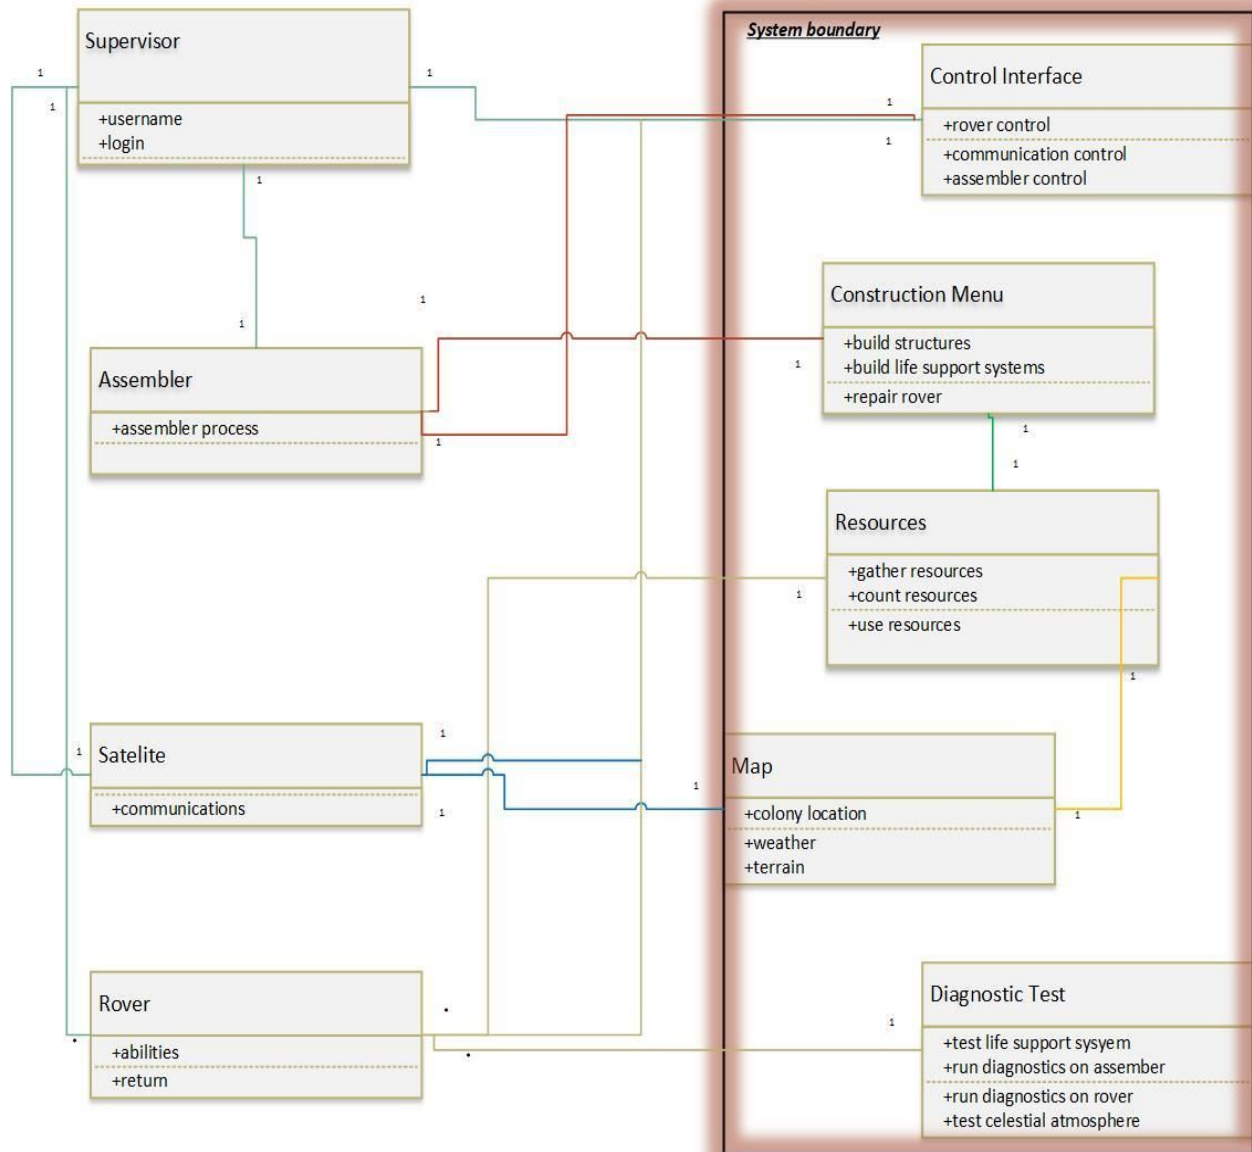 System boundary
Supervisor
+username
+login
1
1
1
1
Control Interface
+rover control
+communication control
+assembler control
1
1
Assembler
+assembler process
1
1
1
Construction Menu
+build structures
+build life support systems
+repair rover
1
1
1
Resources
+gather resources
+count resources
+use resources
1
1
Satelite
+communications
1
1
1
Map
+colony location
+weather
+terrain
1
1
Rover
+abilities
+return
*
*
*
Diagnostic Test
+test life support sysyem
+run diagnostics on assember
+run diagnostics on rover
+test celestial atmosphere
1